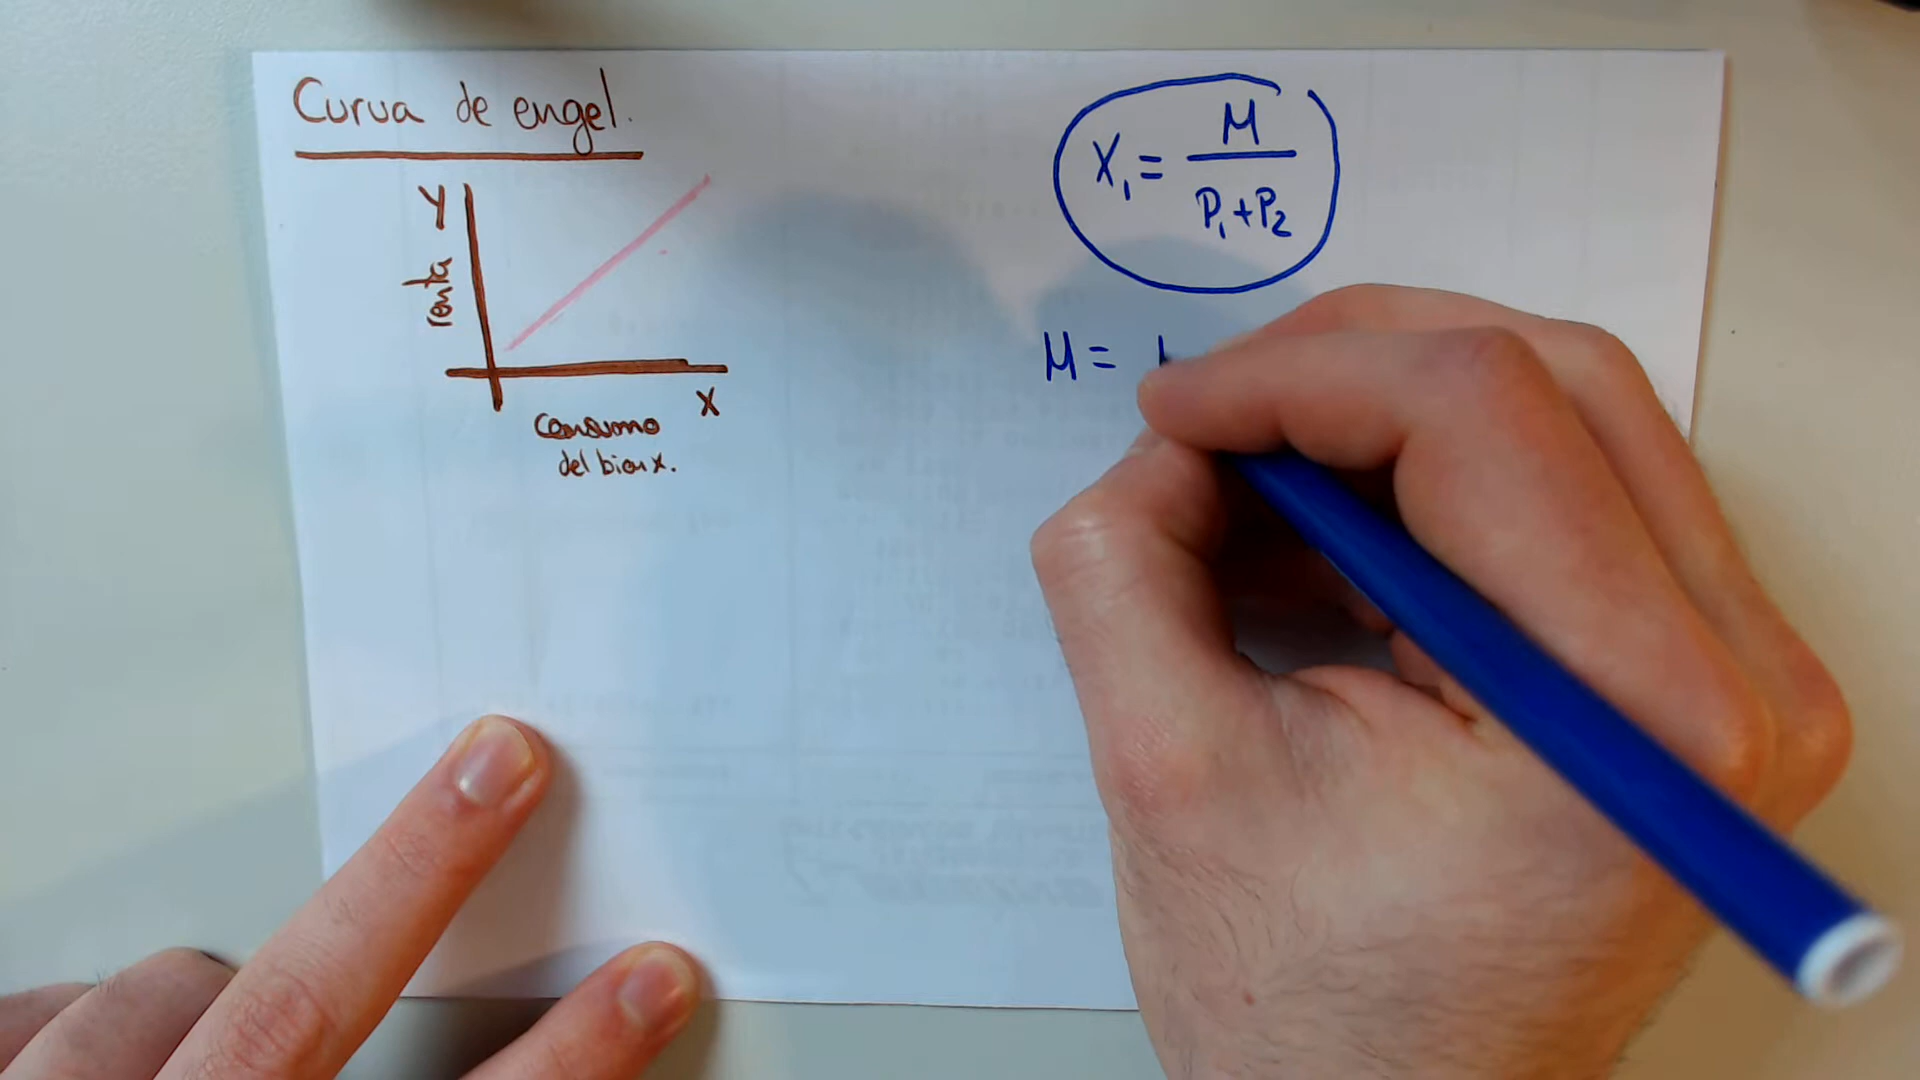 Curva de engel.
Y
renta
X
Consumo
del bien x.
X₁ = M / P₁+P₂
M =